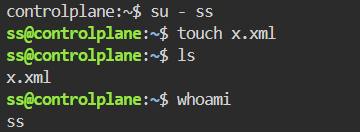 controlplane:~$ su - ss
ss@controlplane:~$ touch x.xml
ss@controlplane:~$ ls
x.xml
ss@controlplane:~$ whoami
ss